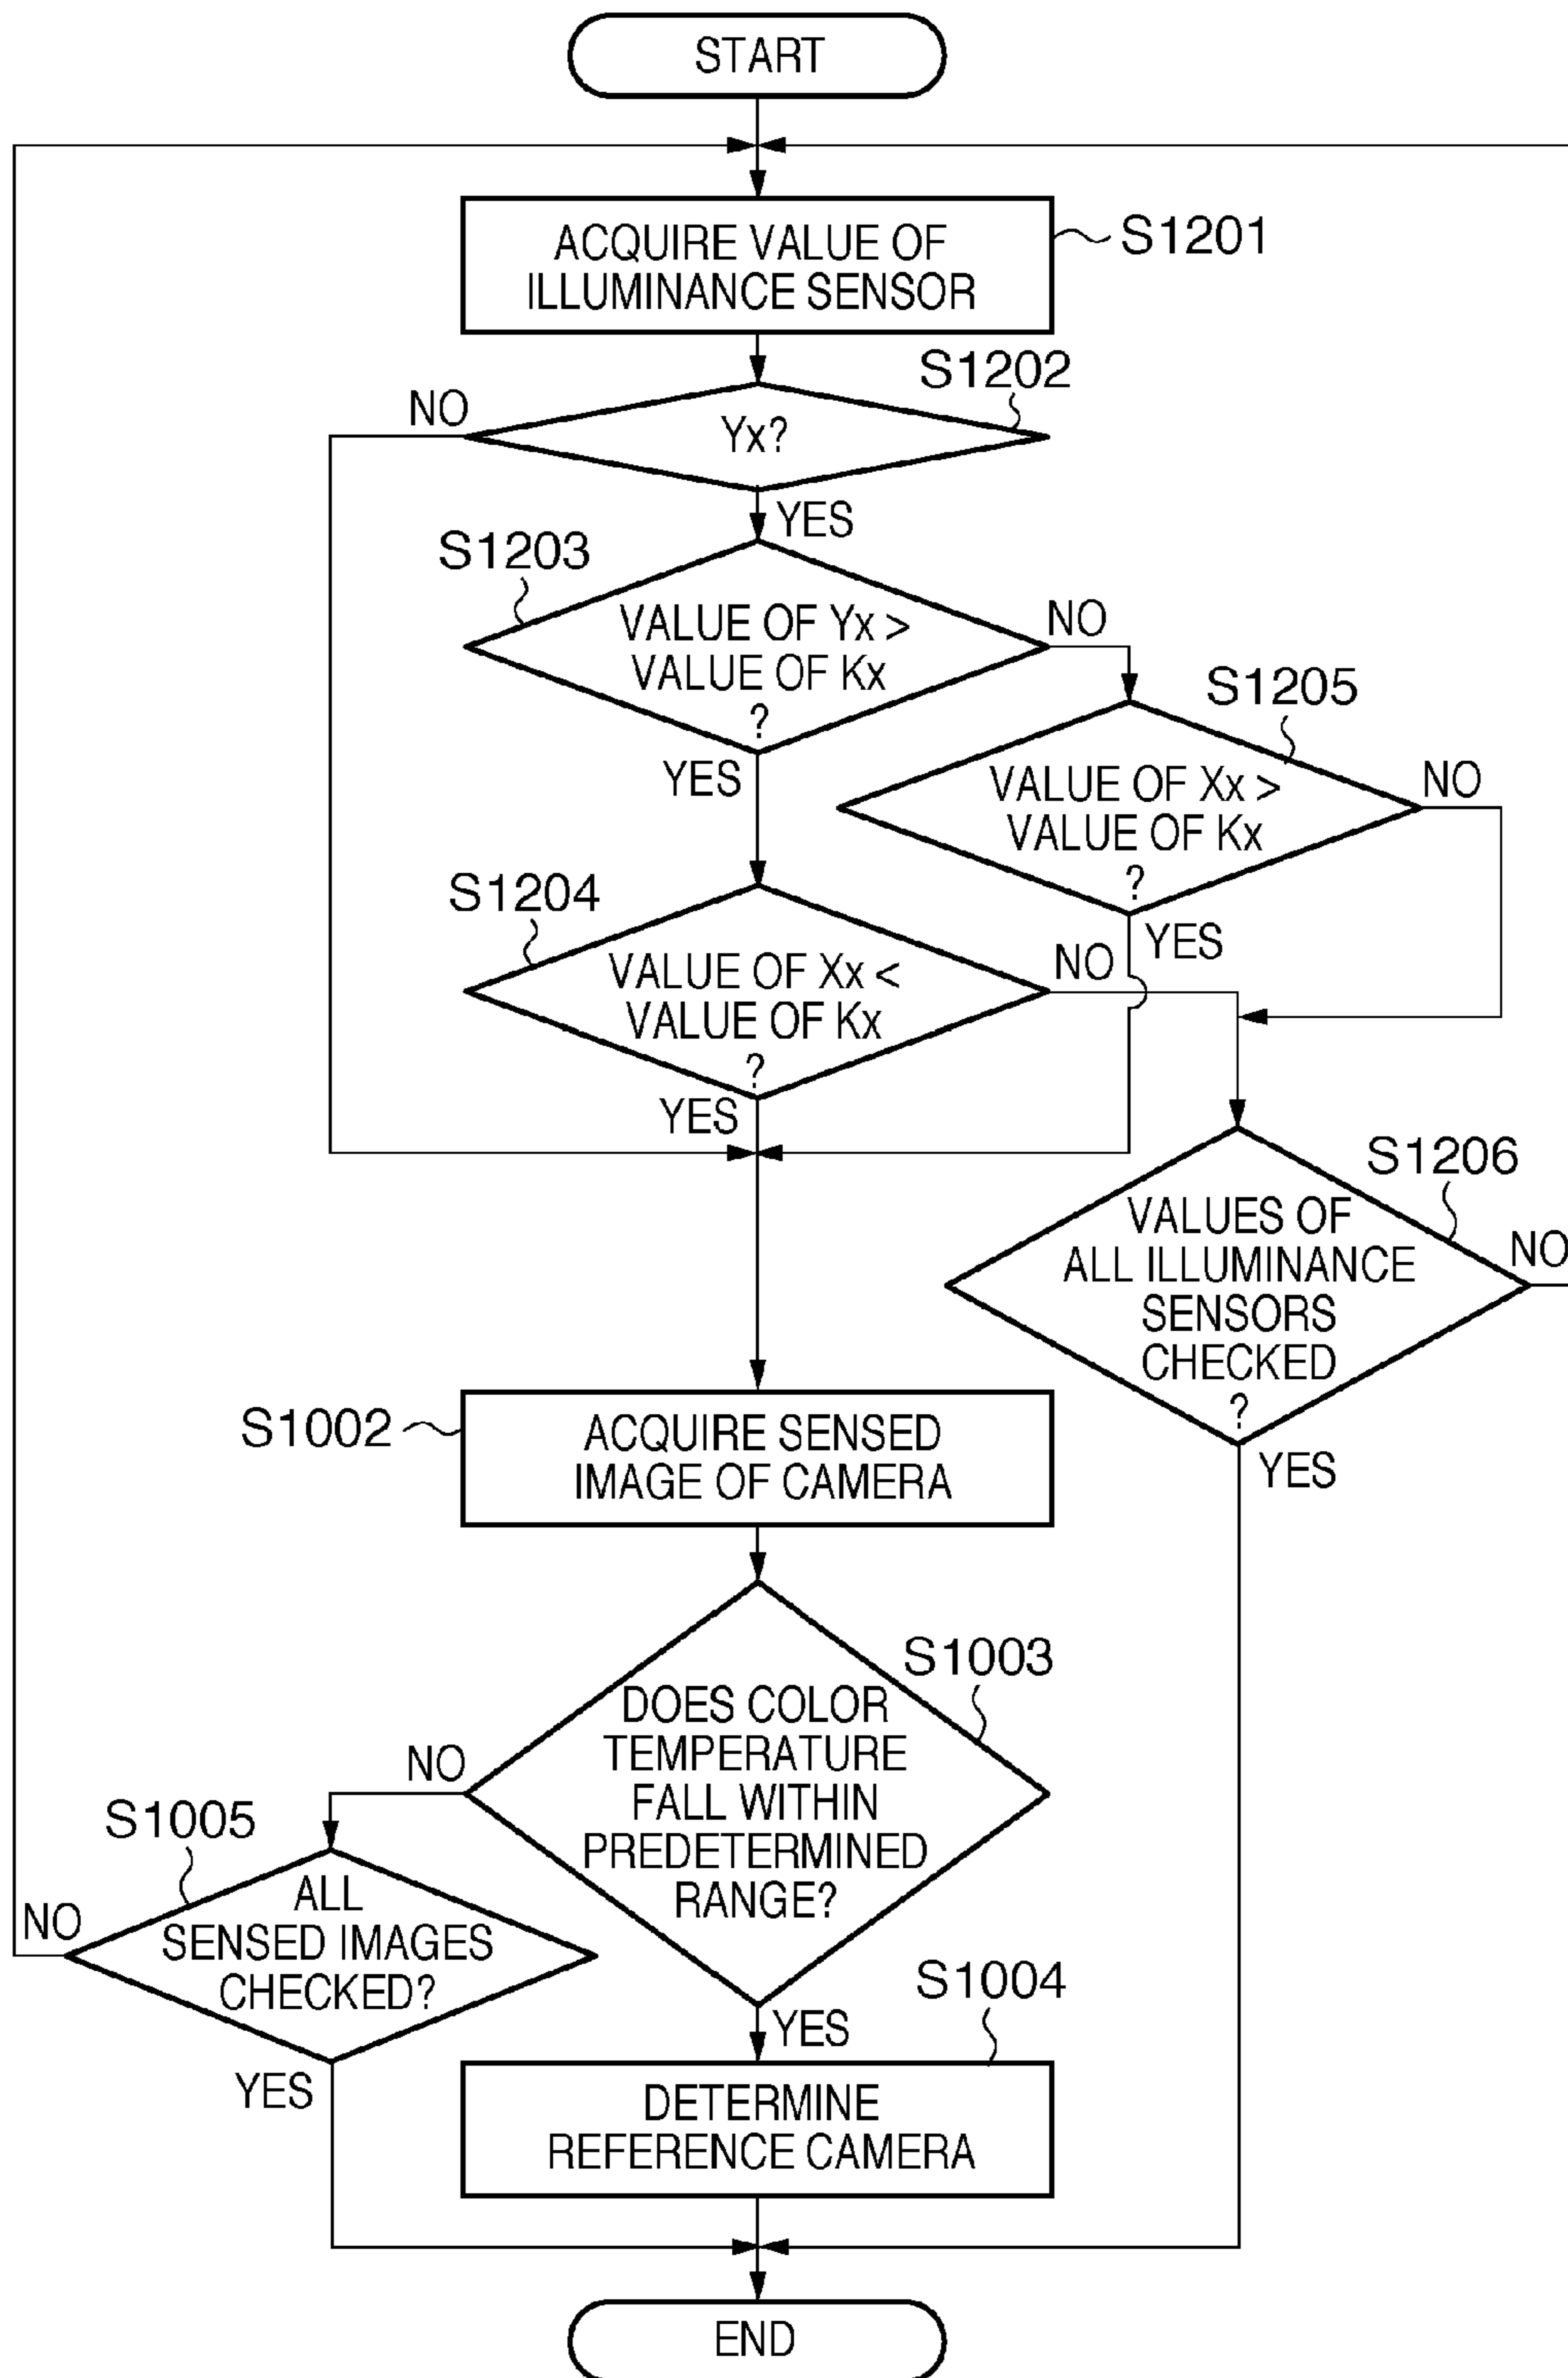 START
ACQUIRE VALUE OF
ILLUMINANCE SENSOR
S1201
S1202
NO
Yx?
YES
S1203
VALUE OF Yx >
VALUE OF Kx
?
NO
YES
S1205
VALUE OF Xx >
VALUE OF Kx
?
NO
YES
S1204
VALUE OF Xx <
VALUE OF Kx
?
NO
YES
S1206
VALUES OF
ALL ILLUMINANCE
SENSORS
CHECKED
?
NO
YES
S1002
ACQUIRE SENSED
IMAGE OF CAMERA
S1003
DOES COLOR
TEMPERATURE
FALL WITHIN
PREDETERMINED
RANGE?
NO
YES
S1005
ALL
SENSED IMAGES
CHECKED?
NO
YES
S1004
DETERMINE
REFERENCE CAMERA
END